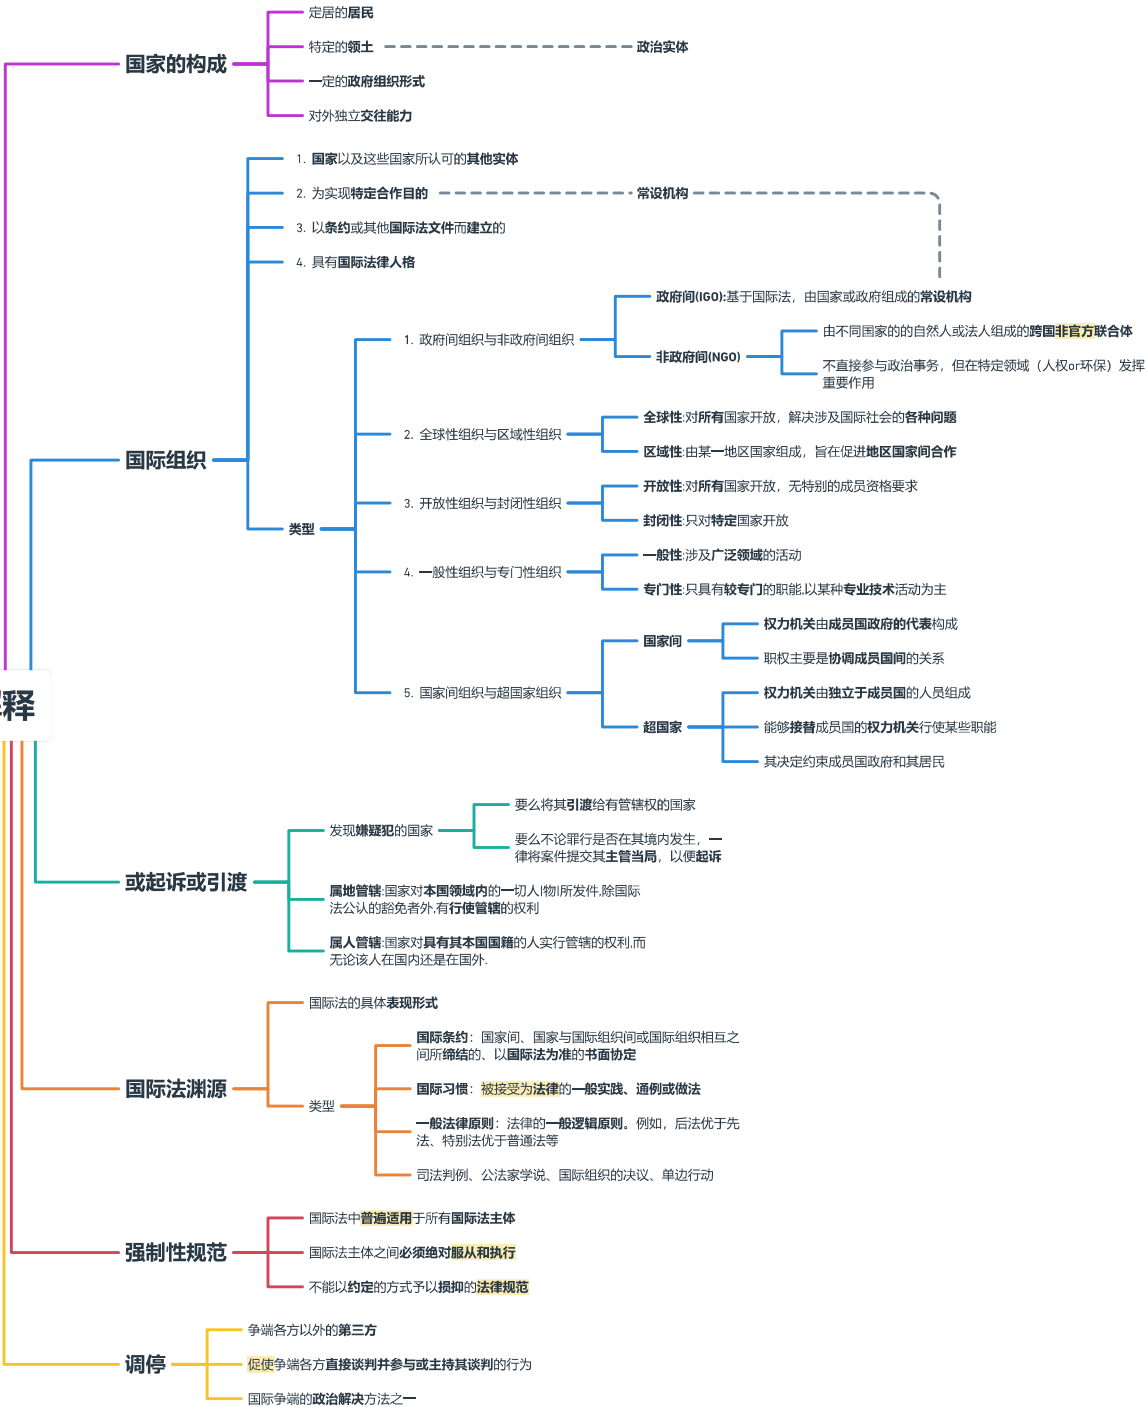 定居的居民
特定的领土
政治实体
国家的构成
一定的政府组织形式
对外独立交往能力
1. 国家以及这些国家所认可的其他实体
2. 为实现特定合作目的
常设机构
3. 以条约或其他国际法文件而建立的
4. 具有国际法律人格
国际组织
类型
1. 政府间组织与非政府间组织
政府间(IGO):基于国际法，由国家或政府组成的常设机构
非政府间(NGO)
由不同国家的的自然人或法人组成的跨国非官方联合体
不直接参与政治事务，但在特定领域（人权or环保）发挥
重要作用
2. 全球性组织与区域性组织
全球性:对所有国家开放，解决涉及国际社会的各种问题
区域性:由某一地区国家组成，旨在促进地区国家间合作
3. 开放性组织与封闭性组织
开放性:对所有国家开放，无特别的成员资格要求
封闭性:只对特定国家开放
4. 一般性组织与专门性组织
一般性:涉及广泛领域的活动
专门性:只具有较专门的职能,以某种专业技术活动为主
5. 国家间组织与超国家组织
国家间
权力机关由成员国政府的代表构成
职权主要是协调成员国间的关系
超国家
权力机关由独立于成员国的人员组成
能够接替成员国的权力机关行使某些职能
其决定约束成员国政府和其居民
释
或起诉或引渡
发现嫌疑犯的国家
要么将其引渡给有管辖权的国家
要么不论罪行是否在其境内发生，一
律将案件提交其主管当局，以便起诉
属地管辖:国家对本国领域内的一切人|物|所发件,除国际
法公认的豁免者外,有行使管辖的权利
属人管辖:国家对具有其本国国籍的人实行管辖的权利,而
无论该人在国内还是在国外.
国际法渊源
国际法的具体表现形式
类型
国际条约：国家间、国家与国际组织间或国际组织相互之
间所缔结的、以国际法为准的书面协定
国际习惯：被接受为法律的一般实践、通例或做法
一般法律原则：法律的一般逻辑原则。例如，后法优于先
法、特别法优于普通法等
司法判例、公法家学说、国际组织的决议、单边行动
强制性规范
国际法中普遍适用于所有国际法主体
国际法主体之间必须绝对服从和执行
不能以约定的方式予以损抑的法律规范
调停
争端各方以外的第三方
促使争端各方直接谈判并参与或主持其谈判的行为
国际争端的政治解决方法之一